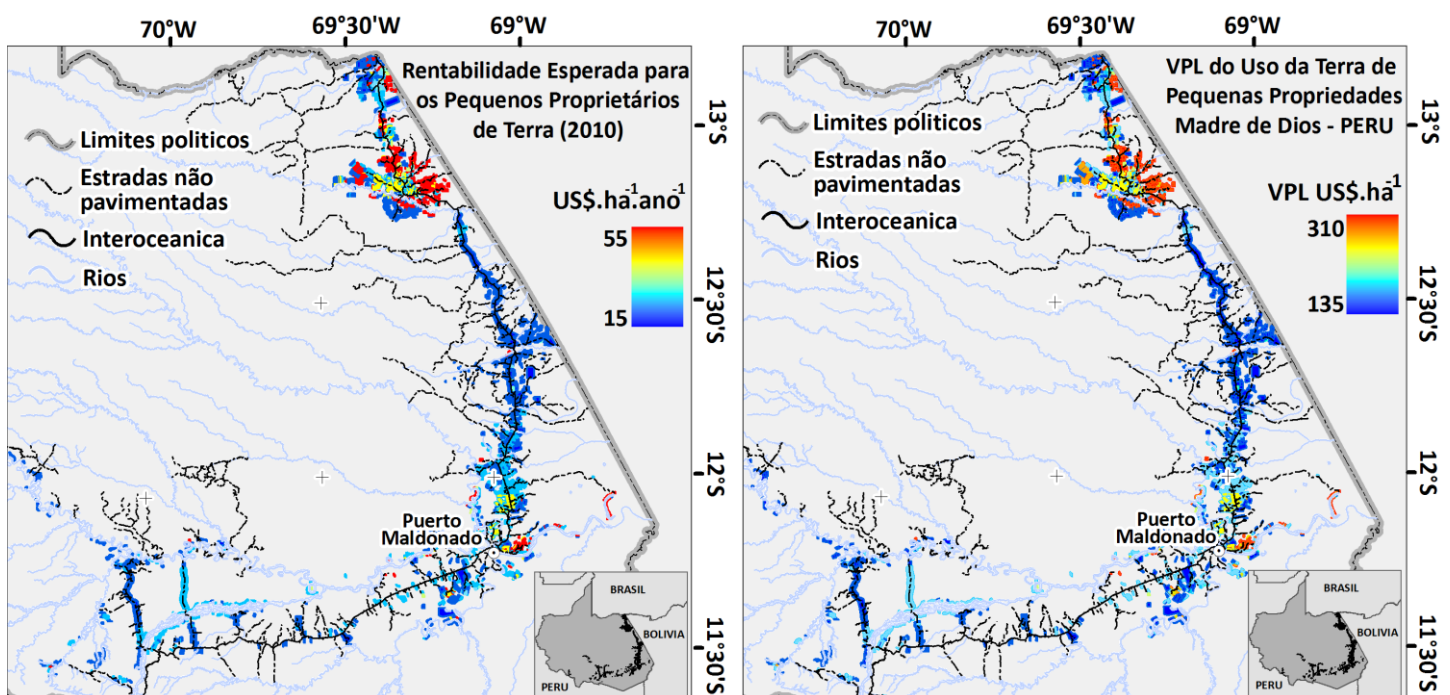 70°W 69°30'W 69°W
Rentabilidade Esperada para
os Pequenos Proprietários
de Terra (2010)
Limites politicos
Estradas não
pavimentadas
Interoceanica
Rios
US$.ha⁻¹.ano⁻¹
55
15
13°S
12°30'S
12°S
11°30'S
Puerto
Maldonado
BRASIL
BOLIVIA
PERU
70°W 69°30'W 69°W
VPL do Uso da Terra de
Pequenas Propriedades
Madre de Dios - PERU
Limites politicos
Estradas não
pavimentadas
Interoceanica
Rios
VPL US$.ha⁻¹
310
135
13°S
12°30'S
12°S
11°30'S
Puerto
Maldonado
BRASIL
BOLIVIA
PERU